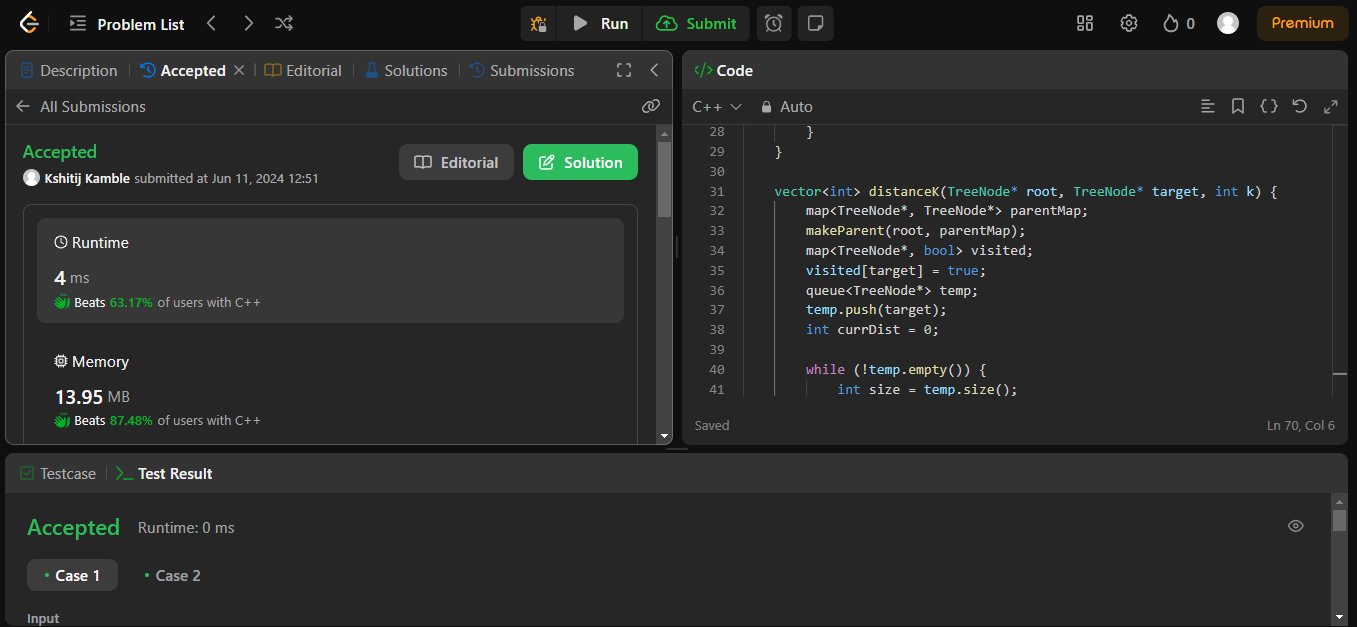 Problem List
Run
Submit
0
Premium
Description
Accepted
Editorial
Solutions
Submissions
All Submissions
Accepted
Kshitij Kamble submitted at Jun 11, 2024 12:51
Editorial
Solution
Runtime
4 ms
Beats 63.17% of users with C++
Memory
13.95 MB
Beats 87.48% of users with C++
</> Code
C++
Auto
28 }
29 }
30
31 vector<int> distanceK(TreeNode* root, TreeNode* target, int k) {
32 map<TreeNode*, TreeNode*> parentMap;
33 makeParent(root, parentMap);
34 map<TreeNode*, bool> visited;
35 visited[target] = true;
36 queue<TreeNode*> temp;
37 temp.push(target);
38 int currDist = 0;
39
40 while (!temp.empty()) {
41 int size = temp.size();
Saved
Ln 70, Col 6
Testcase
Test Result
Accepted
Runtime: 0 ms
Case 1
Case 2
Input